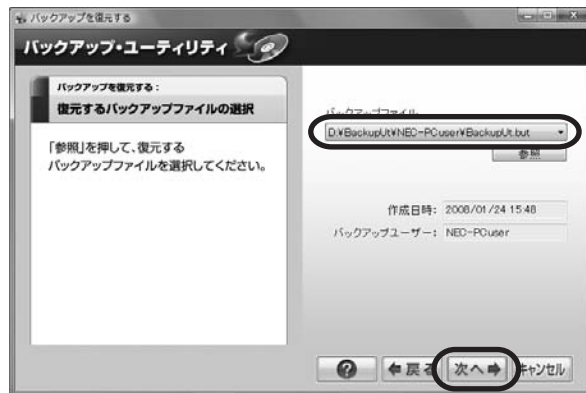 バックアップを復元する
バックアップ・ユーティリティ
バックアップを復元する：
復元するバックアップファイルの選択
「参照」を押して、復元する
バックアップファイルを選択してください。
バックアップファイル
D:¥BackupUt¥NEC-PCuser¥BackupUt.but
参照
作成日時： 2008/01/24 15:48
バックアップユーザー： NEC-PCuser
戻る
次へ
キャンセル